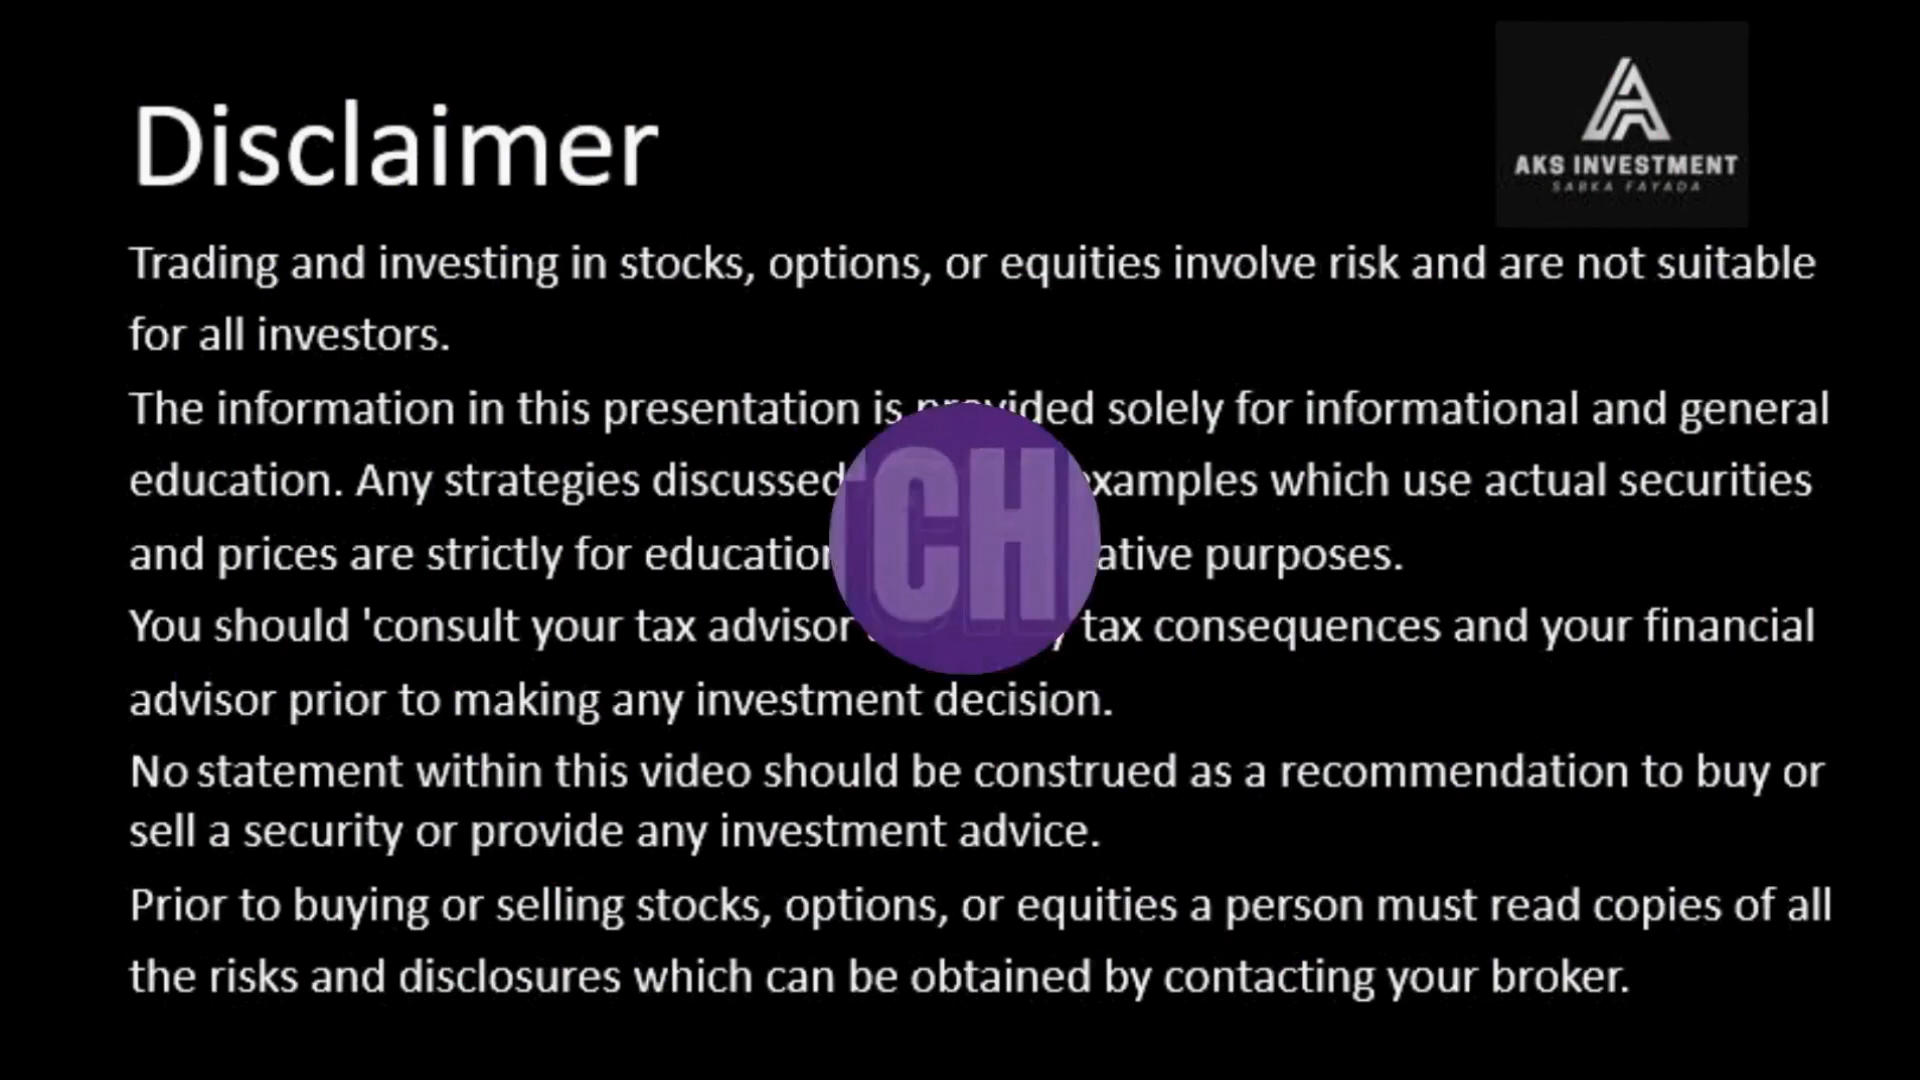 AKS INVESTMENT
SABKA FAYADA
Disclaimer
Trading and investing in stocks, options, or equities involve risk and are not suitable
for all investors.
The information in this presentation is provided solely for informational and general
education. Any strategies discussed examples which use actual securities
and prices are strictly for purposes.
You should 'consult your tax advisor tax consequences and your financial
advisor prior to making any investment decision.
No statement within this video should be construed as a recommendation to buy or
sell a security or provide any investment advice.
Prior to buying or selling stocks, options, or equities a person must read copies of all
the risks and disclosures which can be obtained by contacting your broker.
TCH